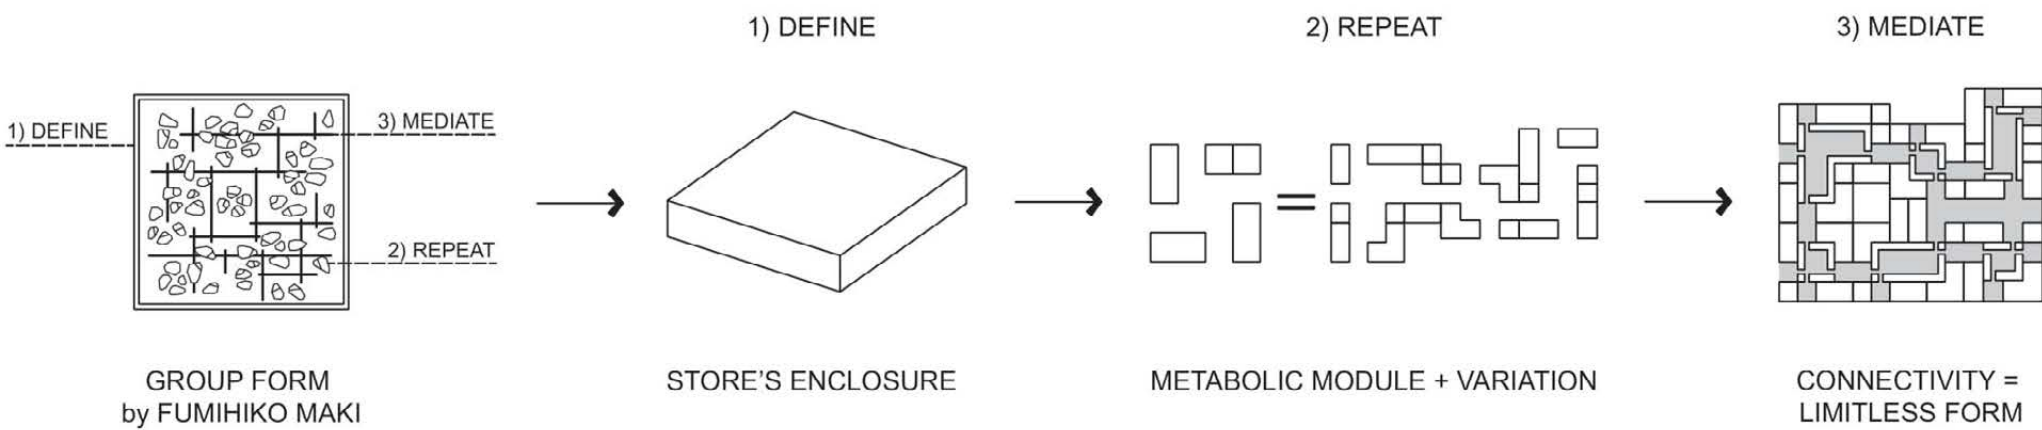 1) DEFINE
2) REPEAT
3) MEDIATE
1) DEFINE
3) MEDIATE
2) REPEAT
GROUP FORM
by FUMIHIKO MAKI
STORE'S ENCLOSURE
METABOLIC MODULE + VARIATION
CONNECTIVITY =
LIMITLESS FORM